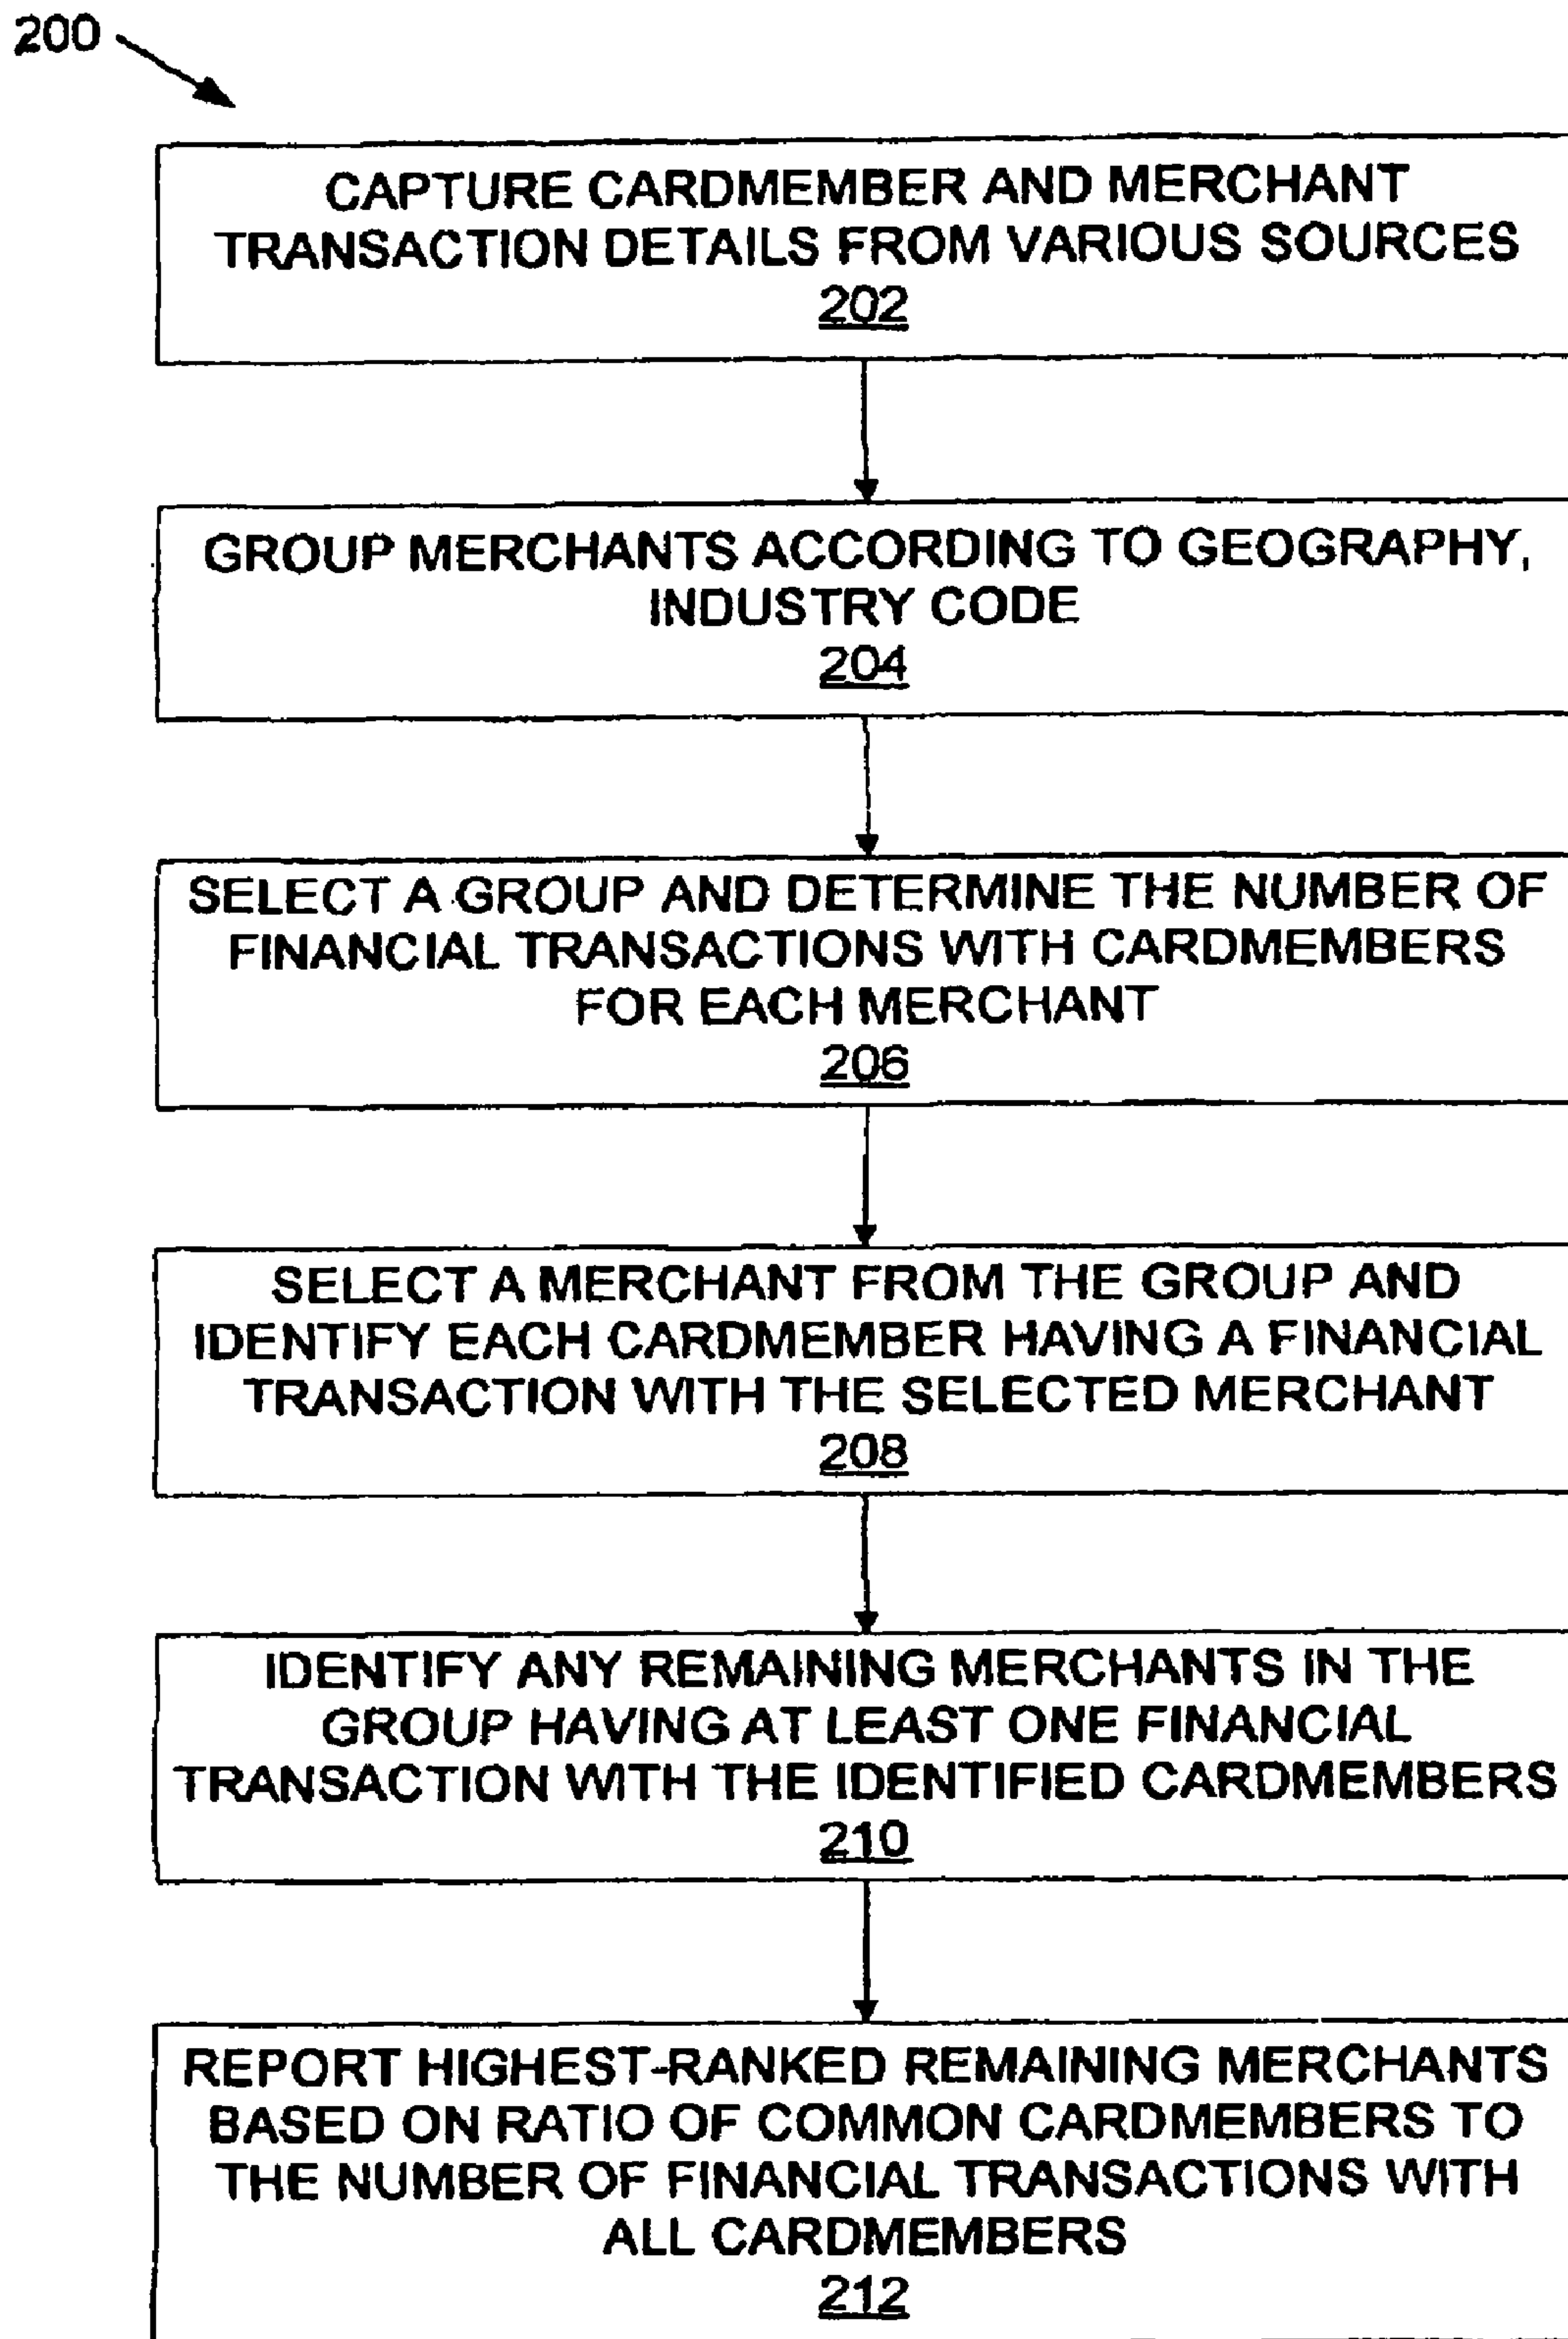 200
CAPTURE CARDMEMBER AND MERCHANT
TRANSACTION DETAILS FROM VARIOUS SOURCES
202
GROUP MERCHANTS ACCORDING TO GEOGRAPHY,
INDUSTRY CODE
204
SELECT A GROUP AND DETERMINE THE NUMBER OF
FINANCIAL TRANSACTIONS WITH CARDMEMBERS
FOR EACH MERCHANT
206
SELECT A MERCHANT FROM THE GROUP AND
IDENTIFY EACH CARDMEMBER HAVING A FINANCIAL
TRANSACTION WITH THE SELECTED MERCHANT
208
IDENTIFY ANY REMAINING MERCHANTS IN THE
GROUP HAVING AT LEAST ONE FINANCIAL
TRANSACTION WITH THE IDENTIFIED CARDMEMBERS
210
REPORT HIGHEST-RANKED REMAINING MERCHANTS
BASED ON RATIO OF COMMON CARDMEMBERS TO
THE NUMBER OF FINANCIAL TRANSACTIONS WITH
ALL CARDMEMBERS
212